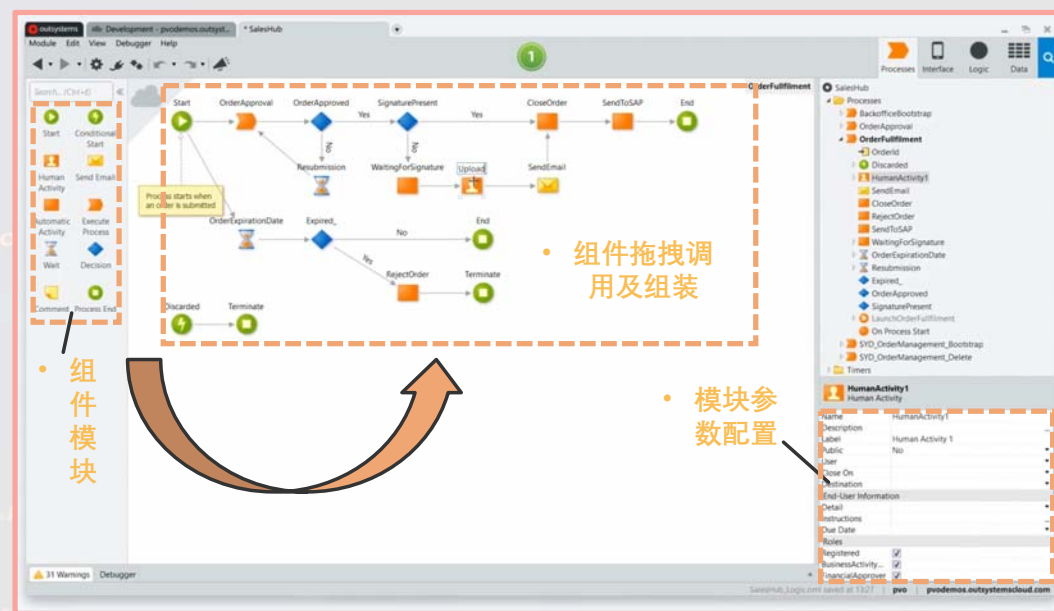 outsystems
Development - pvodemos.outsyst...
* SalesHub
Module Edit View Debugger Help
1
Processes Interface Logic Data
Search... (Ctrl+E)
Start
Conditional
Start
Human
Activity
Send Email
Automatic
Activity
Execute
Process
Wait
Decision
Comment
Process End
OrderFullfilment
Start
OrderApproval
OrderApproved
Yes
SignaturePresent
Yes
CloseOrder
SendToSAP
End
No
No
Resubmission
WaitingForSignature
Upload
SendEmail
Process starts when
an order is submitted
OrderExpirationDate
Expired_
No
End
Yes
RejectOrder
Terminate
Discarded
Terminate
• 组件拖拽调
用及组装
• 组
件
模
块
• 模块参
数配置
SalesHub
Processes
BackofficeBootstrap
OrderApproval
OrderFullfilment
OrderId
Discarded
HumanActivity1
SendEmail
CloseOrder
RejectOrder
SendToSAP
WaitingForSignature
OrderExpirationDate
Resubmission
Expired_
OrderApproved
SignaturePresent
LaunchOrderFullfilment
On Process Start
SYD_OrderManagement_Bootstrap
SYD_OrderManagement_Delete
Timers
HumanActivity1
Human Activity
Name HumanActivity1
Description
Label Human Activity 1
Public No
User
Close On
Destination
End-User Information
Detail
Instructions
Due Date
Roles
Registered
BusinessActivity...
FinancialApprover
31 Warnings Debugger
SalesHub_Logic.oml saved at 13:27 pvo pvodemos.outsystemscloud.com